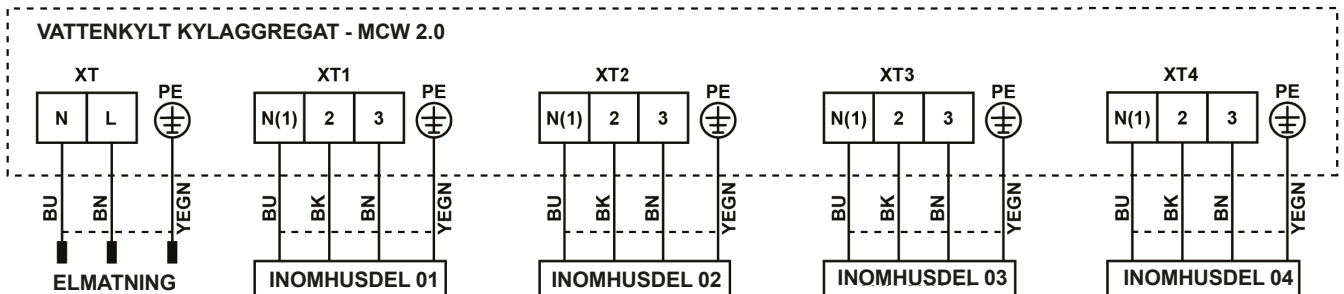 VATTENKYLT KYLAGGREGAT - MCW 2.0
XT XT1 XT2 XT3 XT4
PE PE PE PE PE
N L N(1) 2 3 N(1) 2 3 N(1) 2 3 N(1) 2 3
BU BN YEGN BU BK BN YEGN BU BK BN YEGN BU BK BN YEGN BU BK BN YEGN
ELMATNING INOMHUSDEL 01 INOMHUSDEL 02 INOMHUSDEL 03 INOMHUSDEL 04